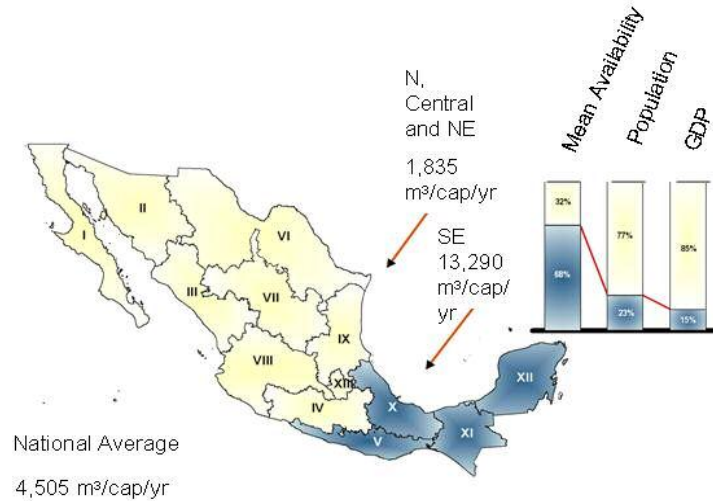 N,
Central
and NE
1,835
m³/cap/yr
SE
13,290
m³/cap/
yr
Mean Availability
Population
GDP
32%
77%
85%
68%
23%
15%
I
II
VI
III
VII
IX
VIII
XIII
IV
X
V
XI
XII
National Average
4,505 m³/cap/yr